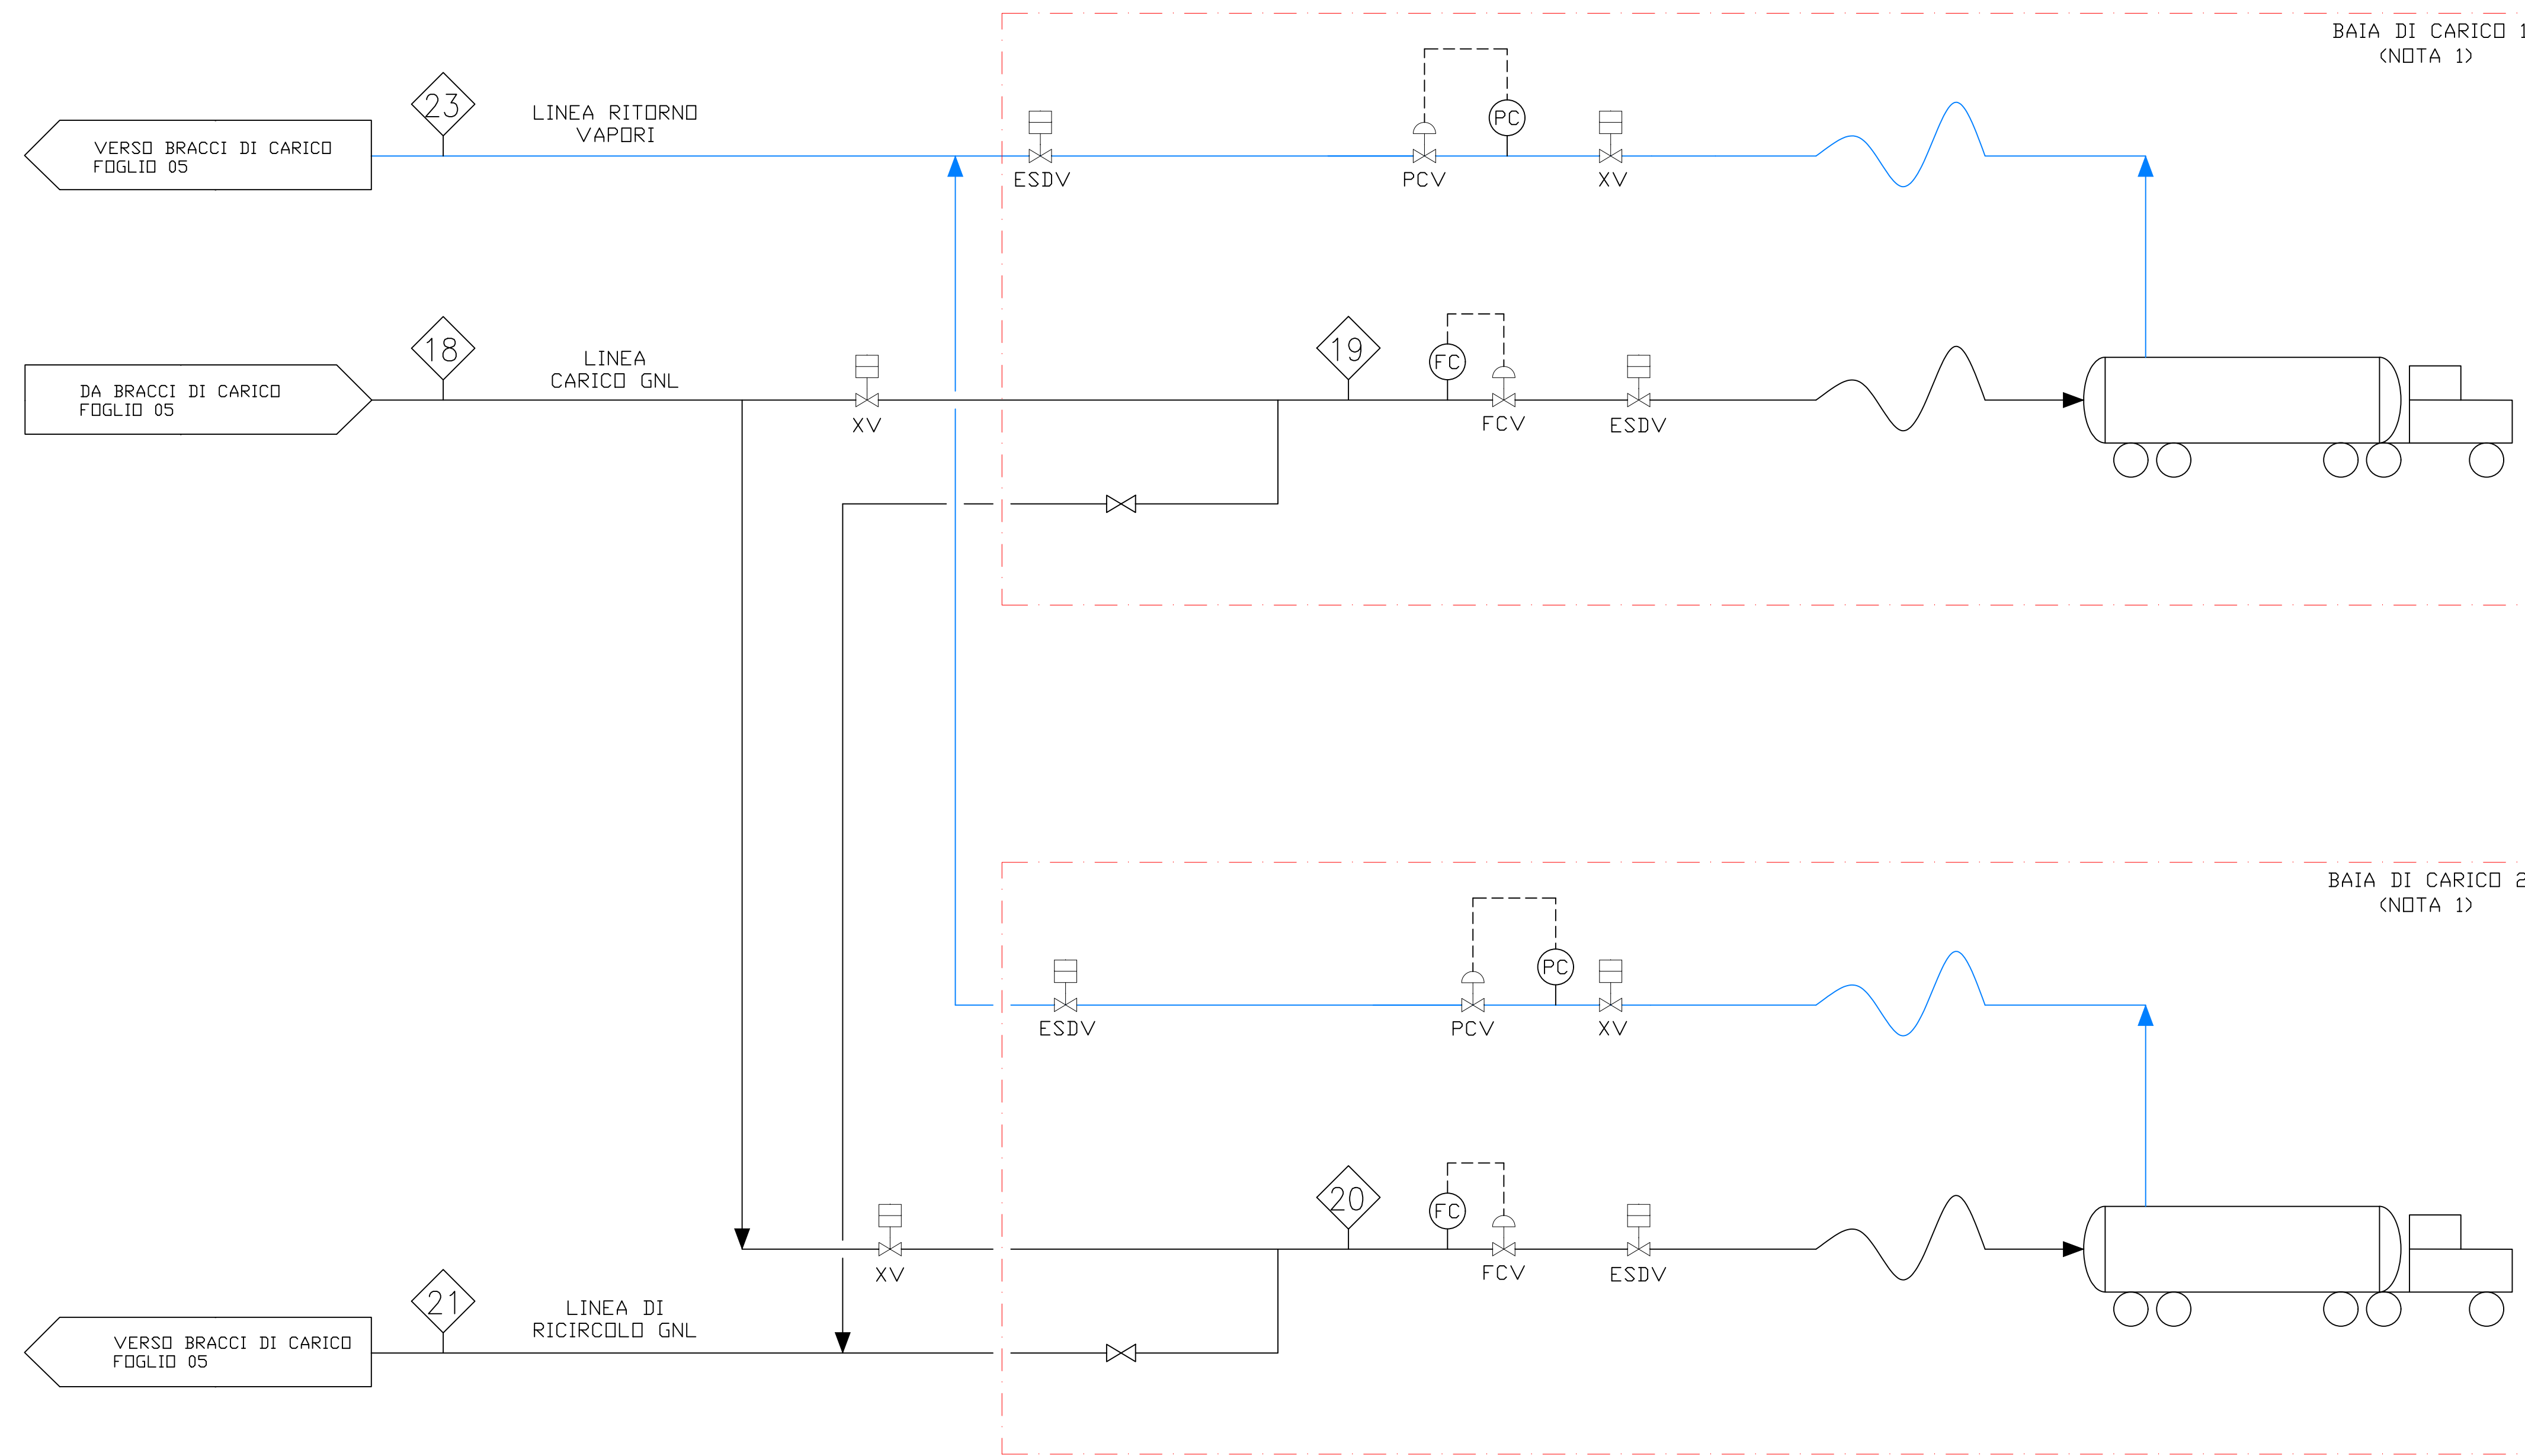 BAIA DI CARICO 1
(NOTA 1)
23
LINEA RITORNO
VAPORI
VERSO BRACCI DI CARICO
FOGLIO 05
PC
ESDV
PCV
XV
18
LINEA
CARICO GNL
DA BRACCI DI CARICO
FOGLIO 05
19
FC
XV
FCV
ESDV
BAIA DI CARICO 2
(NOTA 1)
PC
ESDV
PCV
XV
20
FC
XV
FCV
ESDV
21
LINEA DI
RICIRCOLO GNL
VERSO BRACCI DI CARICO
FOGLIO 05